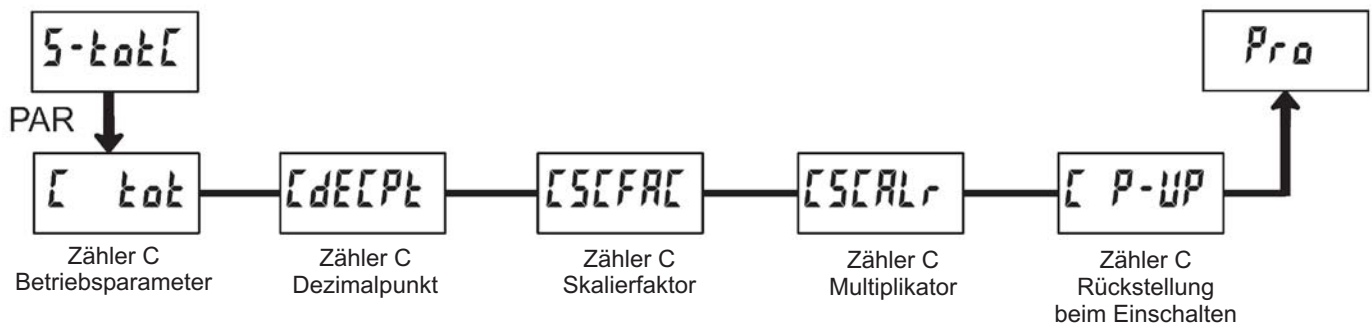 S-totC
Pro
PAR
C tot
CdECPt
CSCFAC
CSCALr
C P-UP
Zähler C
Betriebsparameter
Zähler C
Dezimalpunkt
Zähler C
Skalierfaktor
Zähler C
Multiplikator
Zähler C
Rückstellung
beim Einschalten